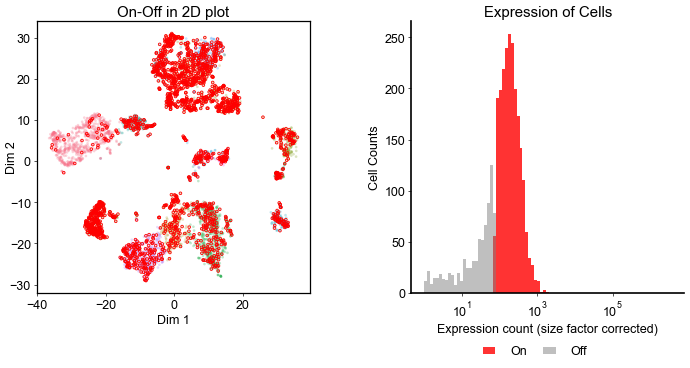 On-Off in 2D plot
30
20
10
0
−10
−20
−30
−40
−20
0
20
Dim 2
Dim 1
Expression of Cells
250
200
150
100
50
0
Cell Counts
10^1
10^3
10^5
Expression count (size factor corrected)
On
Off